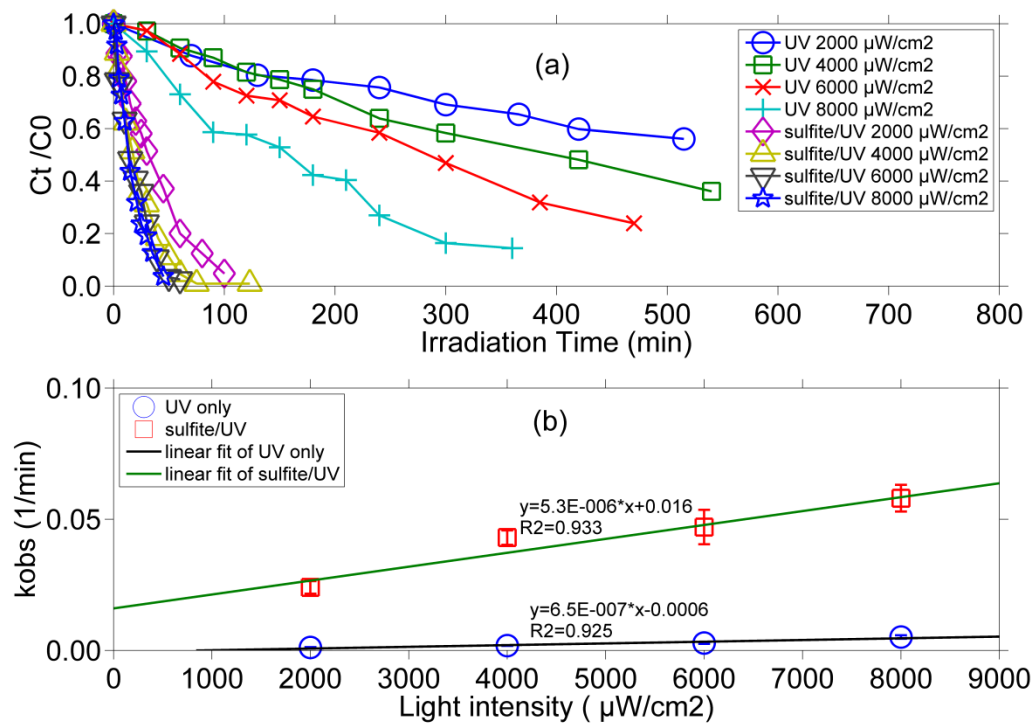 (a)
Ct /C0
1.0
0.8
0.6
0.4
0.2
0.0
UV 2000 µW/cm2
UV 4000 µW/cm2
UV 6000 µW/cm2
UV 8000 µW/cm2
sulfite/UV 2000 µW/cm2
sulfite/UV 4000 µW/cm2
sulfite/UV 6000 µW/cm2
sulfite/UV 8000 µW/cm2
0 100 200 300 400 500 600 700 800
Irradiation Time (min)
(b)
kobs (1/min)
0.10
0.05
0.00
UV only
sulfite/UV
linear fit of UV only
linear fit of sulfite/UV
y=5.3E-006*x+0.016
R2=0.933
y=6.5E-007*x-0.0006
R2=0.925
0 1000 2000 3000 4000 5000 6000 7000 8000 9000
Light intensity ( µW/cm2)